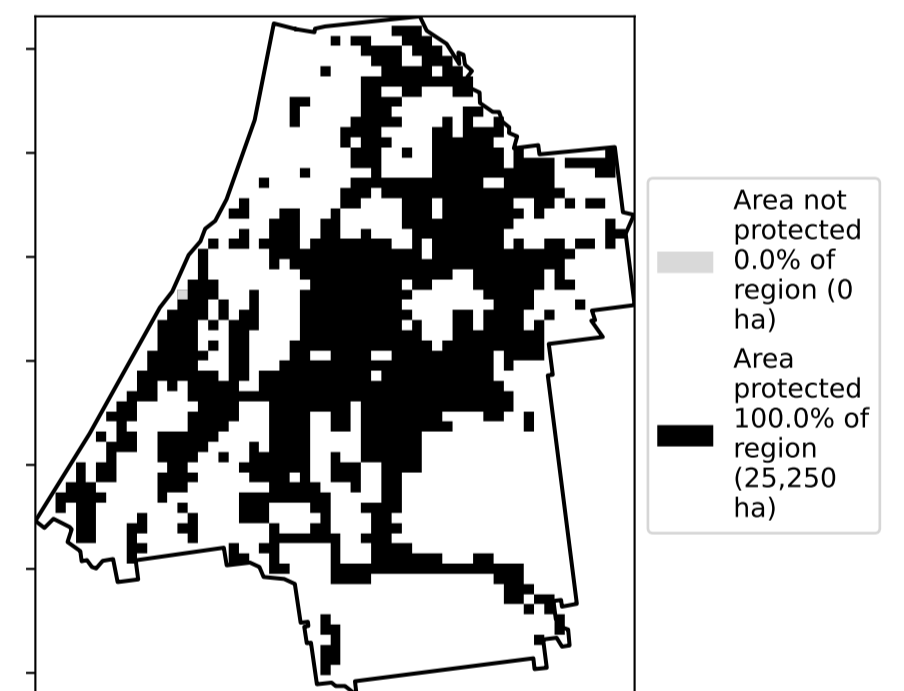 Area not
protected
0.0% of
region (0
ha)
Area
protected
100.0% of
region
(25,250
ha)